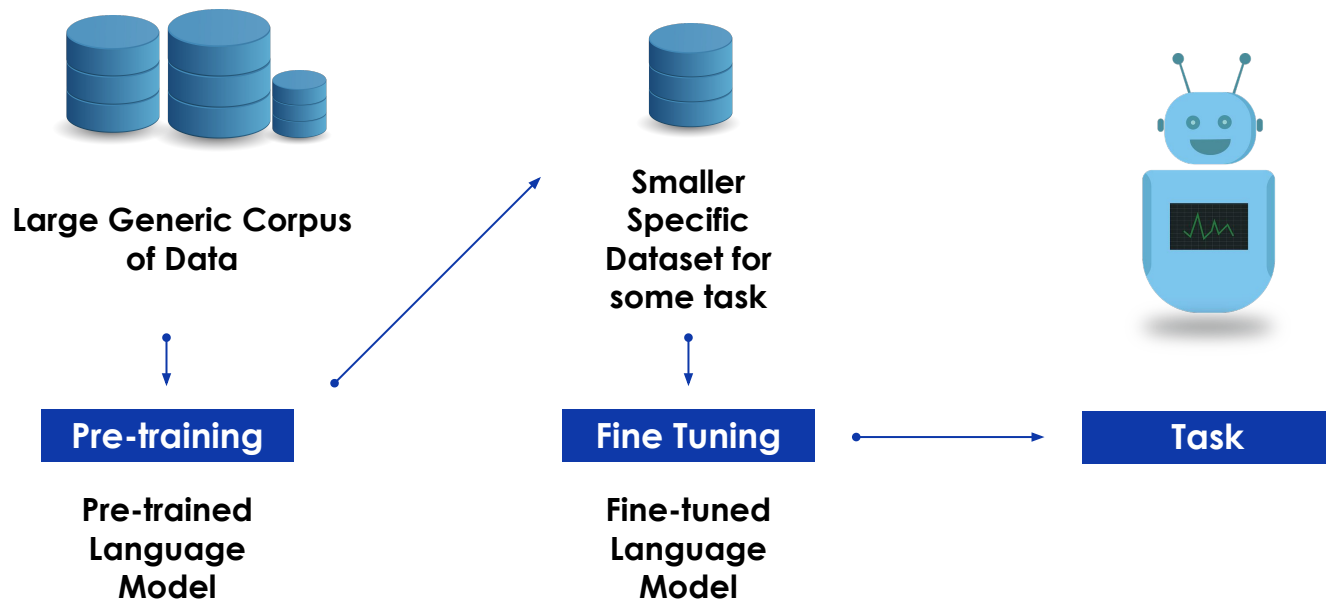 Large Generic Corpus
of Data
Pre-training
Pre-trained
Language
Model
Smaller
Specific
Dataset for
some task
Fine Tuning
Fine-tuned
Language
Model
Task